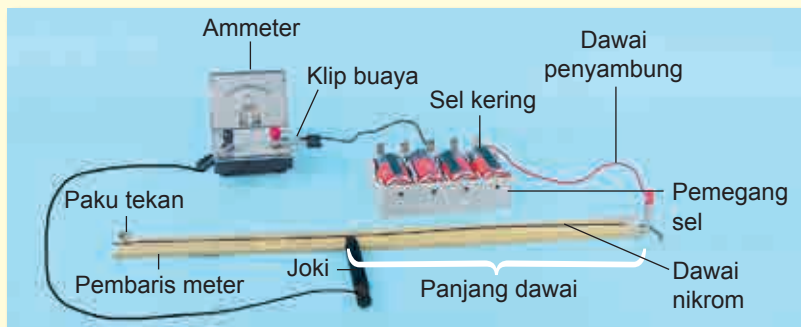 Ammeter
Klip buaya
Dawai
penyambung
Sel kering
Paku tekan
Pemegang
sel
Pembaris meter
Joki
Panjang dawai
Dawai
nikrom